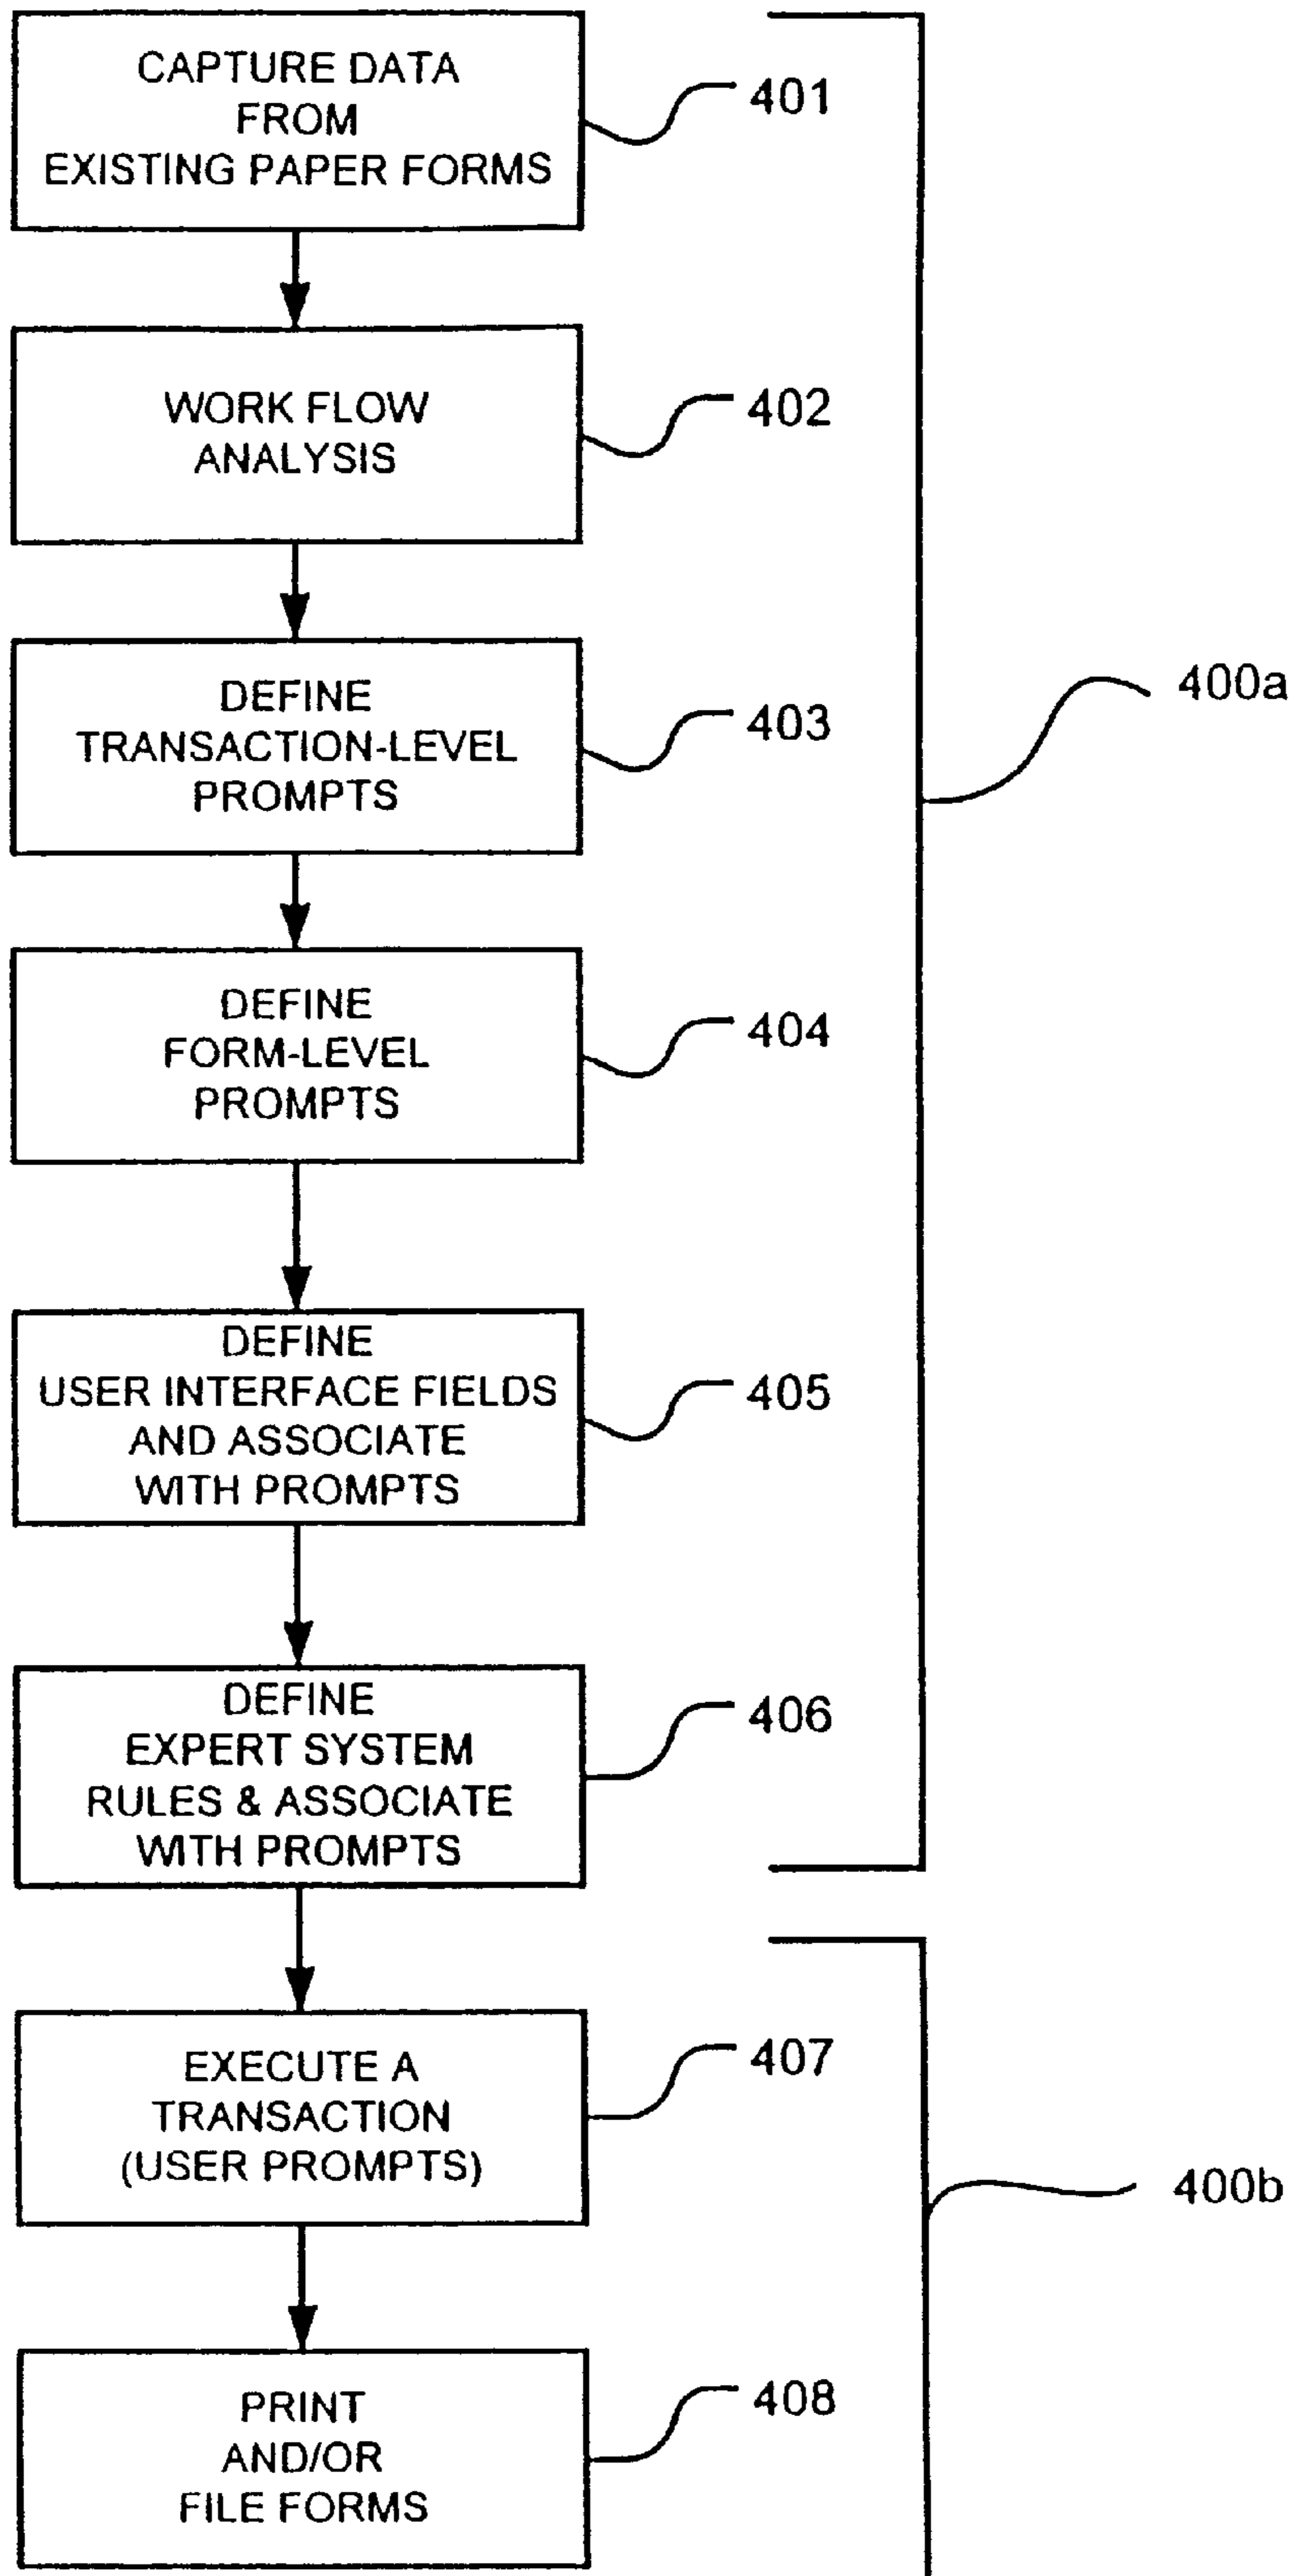 CAPTURE DATA
FROM
EXISTING PAPER FORMS
401
WORK FLOW
ANALYSIS
402
DEFINE
TRANSACTION-LEVEL
PROMPTS
403
400a
DEFINE
FORM-LEVEL
PROMPTS
404
DEFINE
USER INTERFACE FIELDS
AND ASSOCIATE
WITH PROMPTS
405
DEFINE
EXPERT SYSTEM
RULES & ASSOCIATE
WITH PROMPTS
406
EXECUTE A
TRANSACTION
(USER PROMPTS)
407
400b
PRINT
AND/OR
FILE FORMS
408